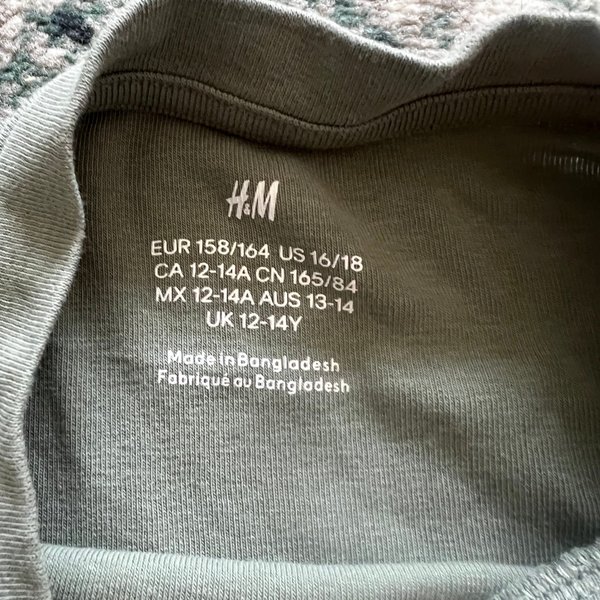 H&M
EUR 158/164 US 16/18
CA 12-14A CN 165/84
MX 12-14A AUS 13-14
UK 12-14Y
Made in Bangladesh
Fabriqué au Bangladesh